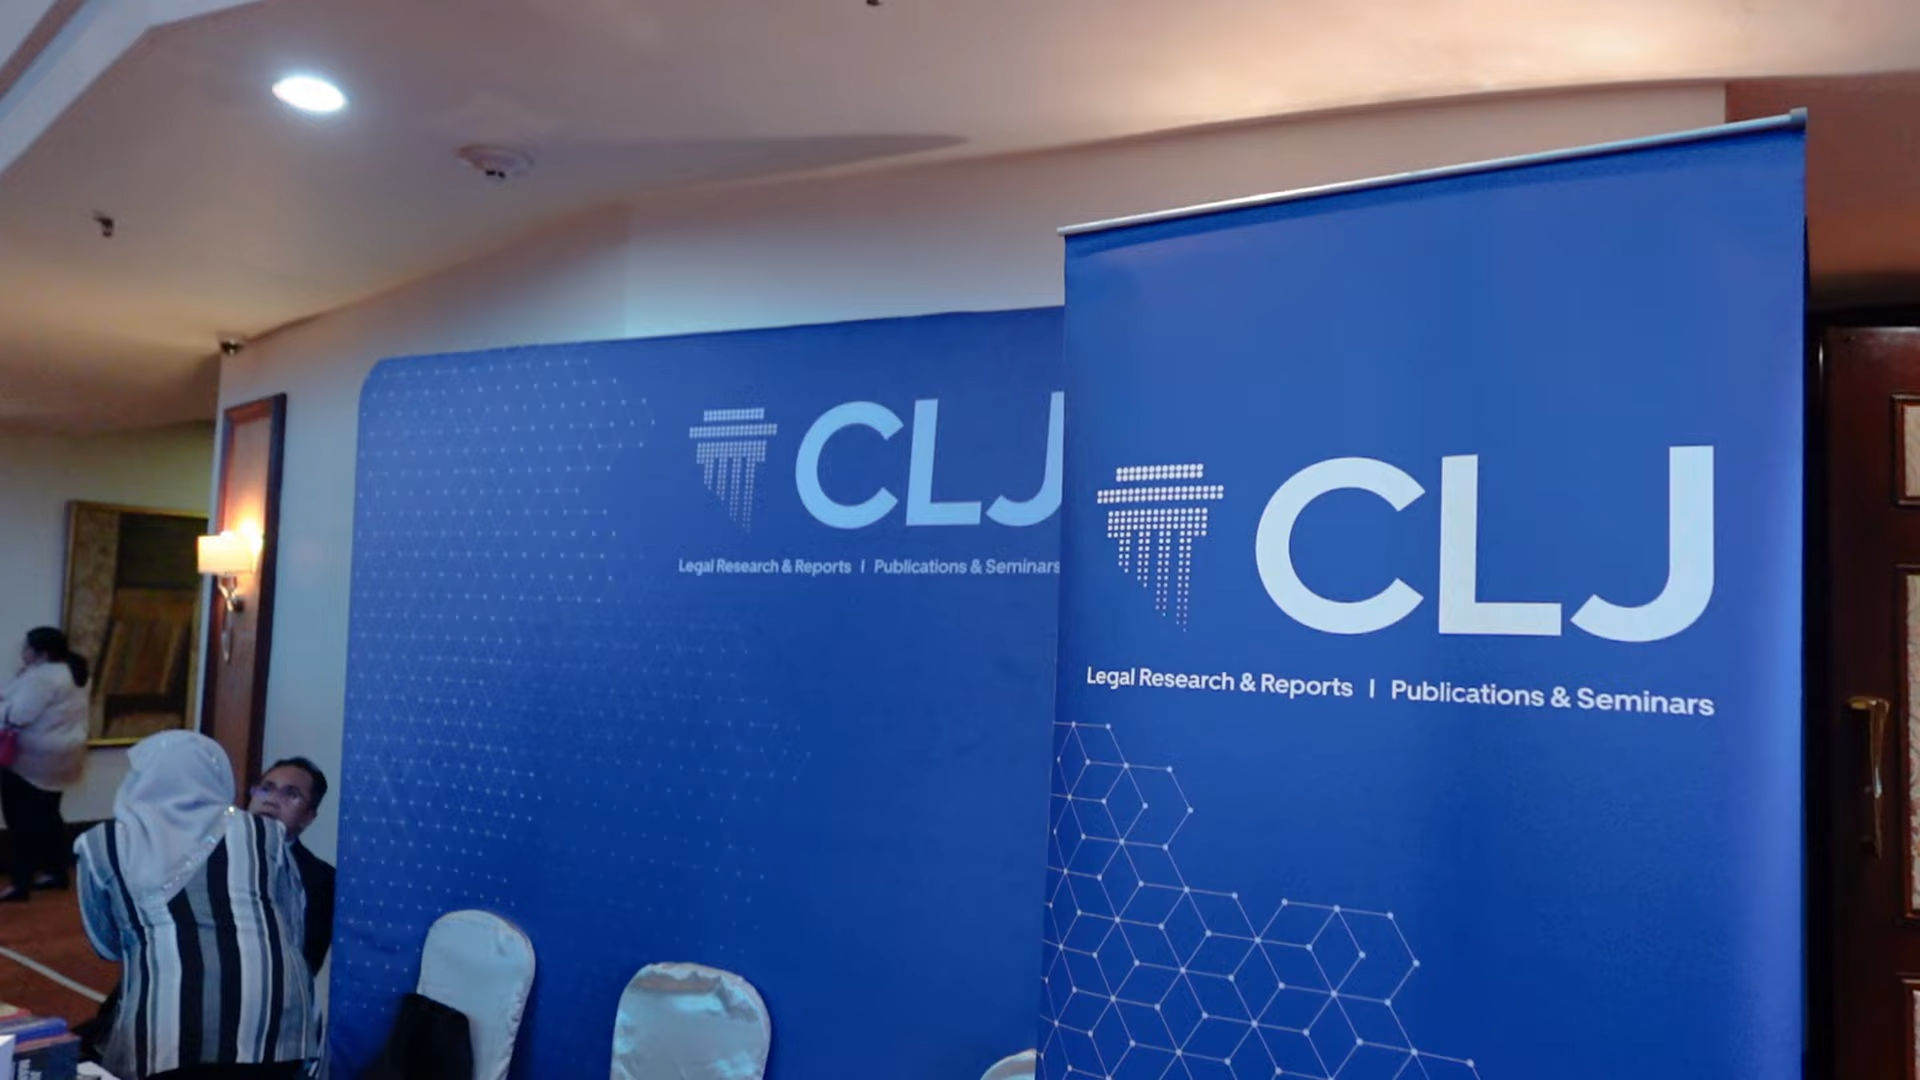 CLJ
Legal Research & Reports | Publications & Seminars
CLJ
Legal Research & Reports | Publications & Seminars